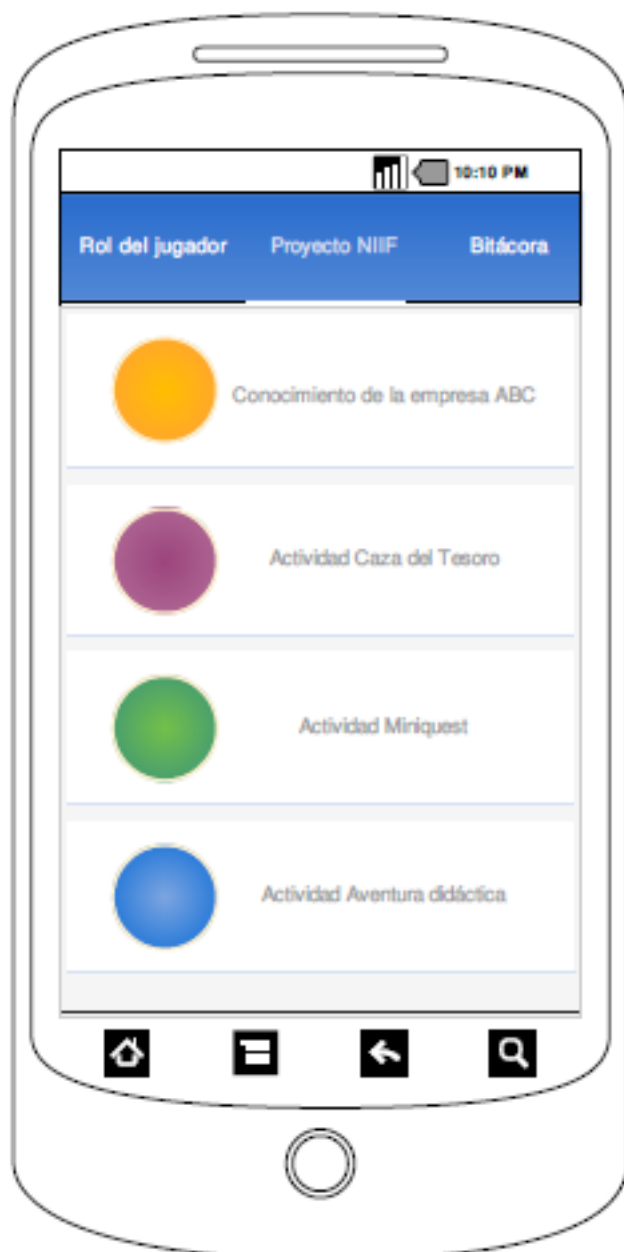 10:10 PM
Rol del jugador Proyecto NIIF Bitácora
Conocimiento de la empresa ABC
Actividad Caza del Tesoro
Actividad Miniquest
Actividad Aventura didáctica